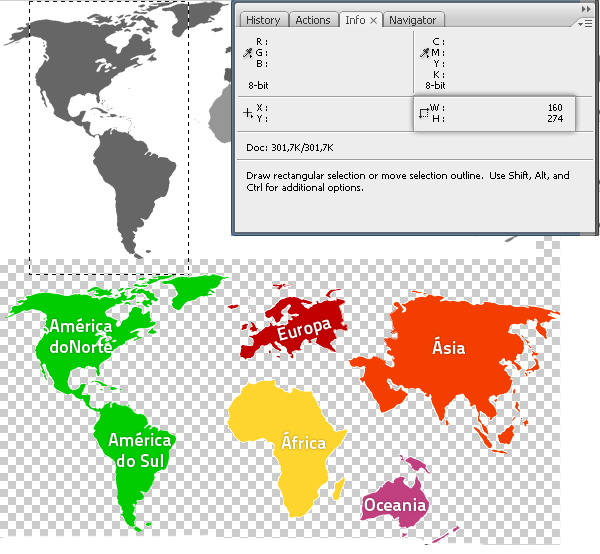 History Actions Info × Navigator
R :
G :
B :
8-bit
C :
M :
Y :
K :
8-bit
X :
Y :
W : 160
H : 274
Doc: 301,7K/301,7K
Draw rectangular selection or move selection outline. Use Shift, Alt, and
Ctrl for additional options.
América
doNorte
Europa
Ásia
América
do Sul
África
Oceania